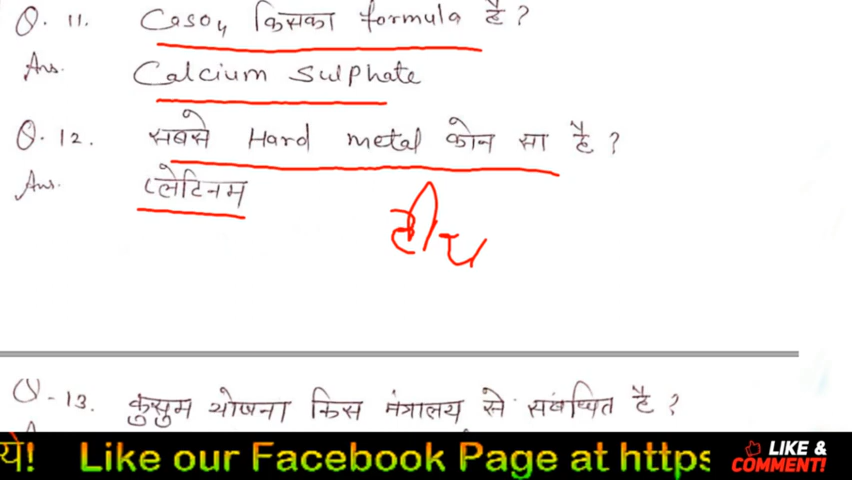 Q. 11. CaSO4 किसका formula है?
Ans. Calcium Sulphate
Q. 12. सबसे Hard metal कोन सा है?
Ans. प्लेटिनम
Q-13. कुसुम योजना किस मंत्रालय से संबंधित है?
ये! Like our Facebook Page at https
LIKE &
COMMENT!